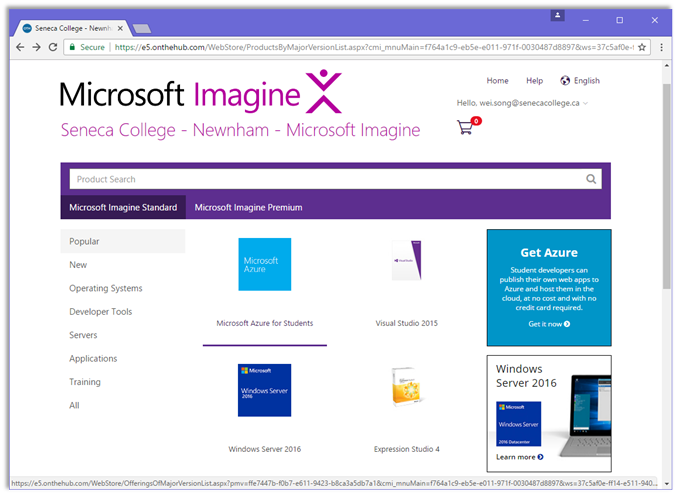 Seneca College - Newnham
Secure
https://e5.onthehub.com/WebStore/ProductsByMajorVersionList.aspx?cmi_mnuMain=f764a1c9-eb5e-e011-971f-0030487d8897&ws=37c5af0e-f
Home
Help
English
Hello, wei.song@senecacollege.ca
0
Microsoft Imagine
Seneca College - Newnham - Microsoft Imagine
Product Search
Microsoft Imagine Standard
Microsoft Imagine Premium
Popular
New
Operating Systems
Developer Tools
Servers
Applications
Training
All
Microsoft
Azure
Microsoft Azure for Students
Visual Studio
Visual Studio 2015
Microsoft
Windows Server
2016
Windows Server 2016
Expression Studio 4
Get Azure
Student developers can
publish their own web apps to
Azure and host them in the
cloud, at no cost and with no
credit card required.
Get it now
Windows
Server 2016
Microsoft
Windows Server
2016 Datacenter
Learn more
https://e5.onthehub.com/WebStore/OfferingsOfMajorVersionList.aspx?pmv=ffe7447b-f0b7-e611-9423-b8ca3a5db7a1&cmi_mnuMain=f764a1c9-eb5e-e011-971f-0030487d8897&ws=37c5af0e-ff14-e511-940...